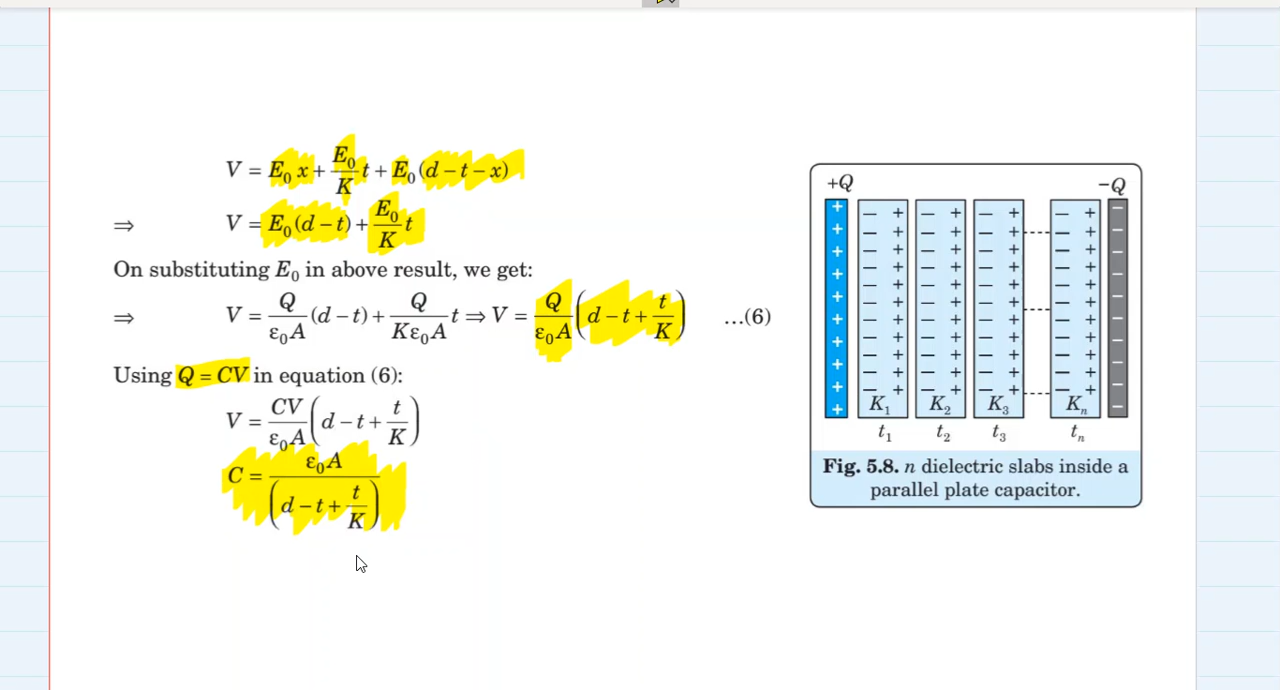 V = E₀ x + E₀/K t + E₀ (d – t – x)
⇒ V = E₀ (d – t) + E₀/K t
On substituting E₀ in above result, we get:
⇒ V = Q/ε₀A (d – t) + Q/Kε₀A t ⇒ V = Q/ε₀A (d – t + t/K) ...(6)
Using Q = CV in equation (6):
V = CV/ε₀A (d – t + t/K)
C = ε₀A/(d – t + t/K)
+Q –Q
K₁ K₂ K₃ Kₙ
t₁ t₂ t₃ tₙ
Fig. 5.8. n dielectric slabs inside a
parallel plate capacitor.